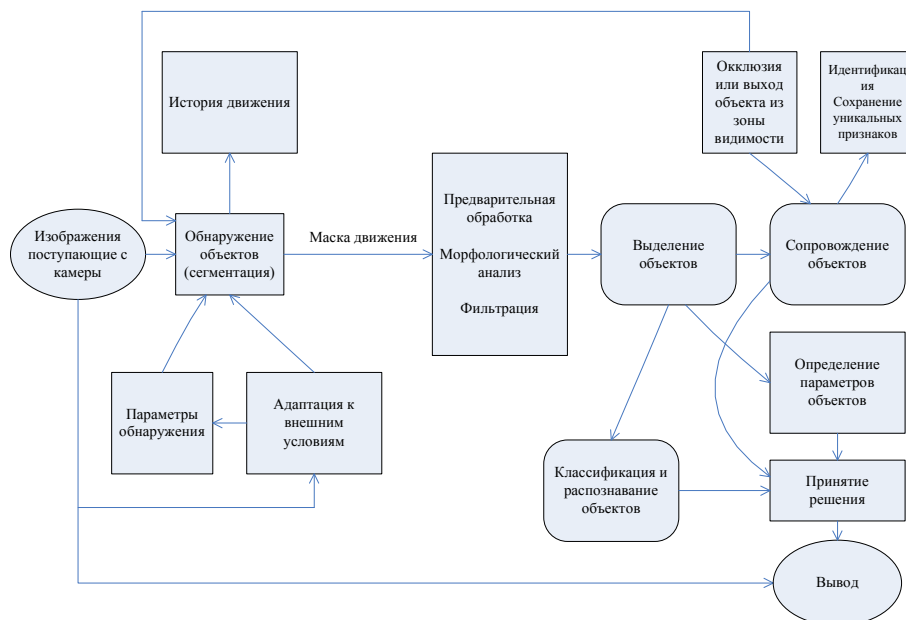 История движения
Окклюзия
или выход
объекта из
зоны
видимости
Идентификац
ия
Сохранение
уникальных
признаков
Изображения
поступающие с
камеры
Обнаружение
объектов
(сегментация)
Маска движения
Предварительная
обработка
Морфологический
анализ
Фильтрация
Выделение
объектов
Сопровождение
объектов
Параметры
обнаружения
Адаптация к
внешним
условиям
Определение
параметров
объектов
Классификация и
распознавание
объектов
Принятие
решения
Вывод